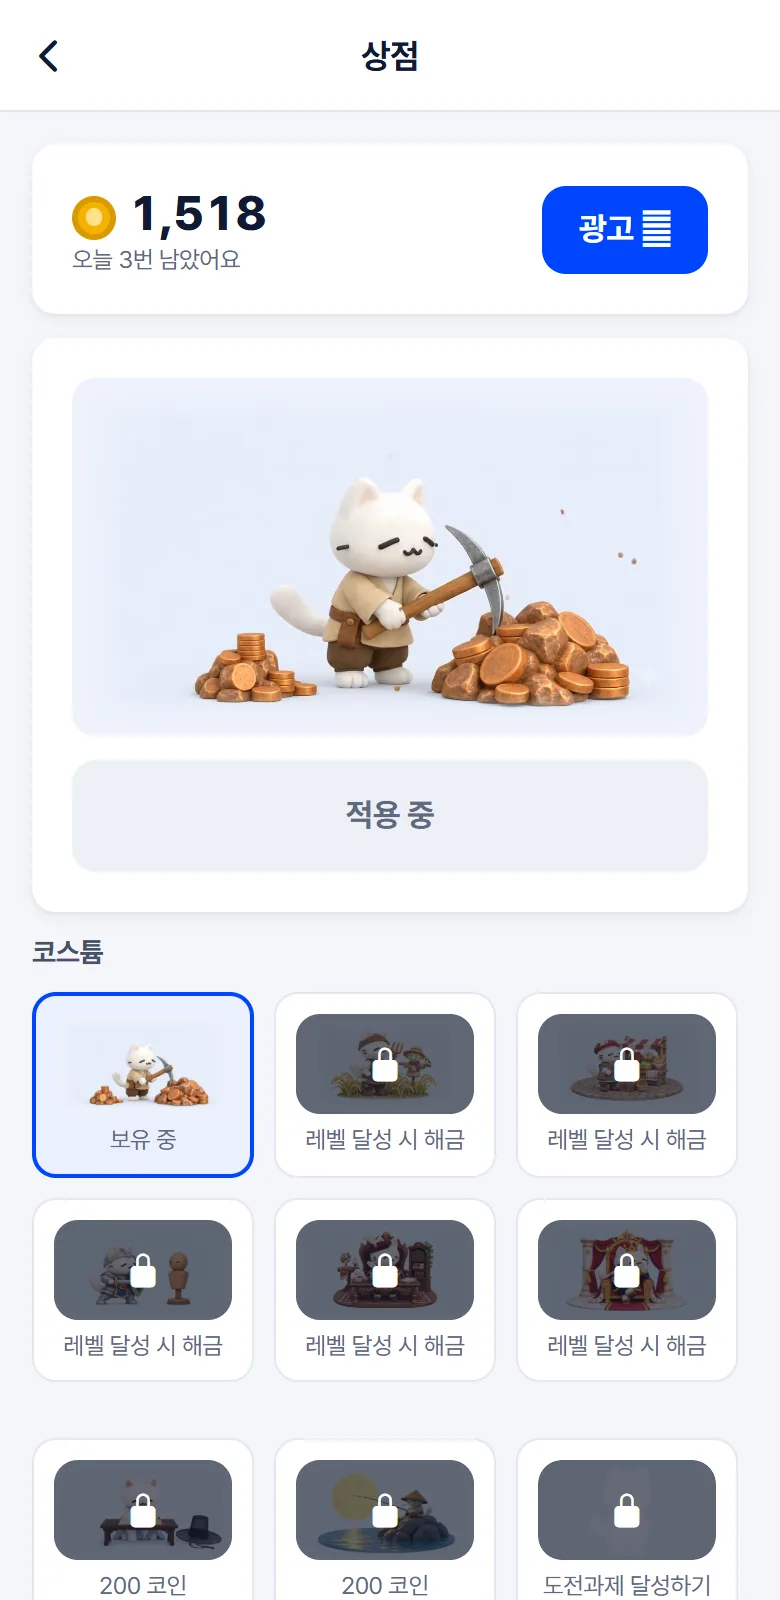 상점
1,518
오늘 3번 남았어요
광고
적용 중
코스튬
보유 중
레벨 달성 시 해금
레벨 달성 시 해금
레벨 달성 시 해금
레벨 달성 시 해금
레벨 달성 시 해금
200 코인
200 코인
도전과제 달성하기